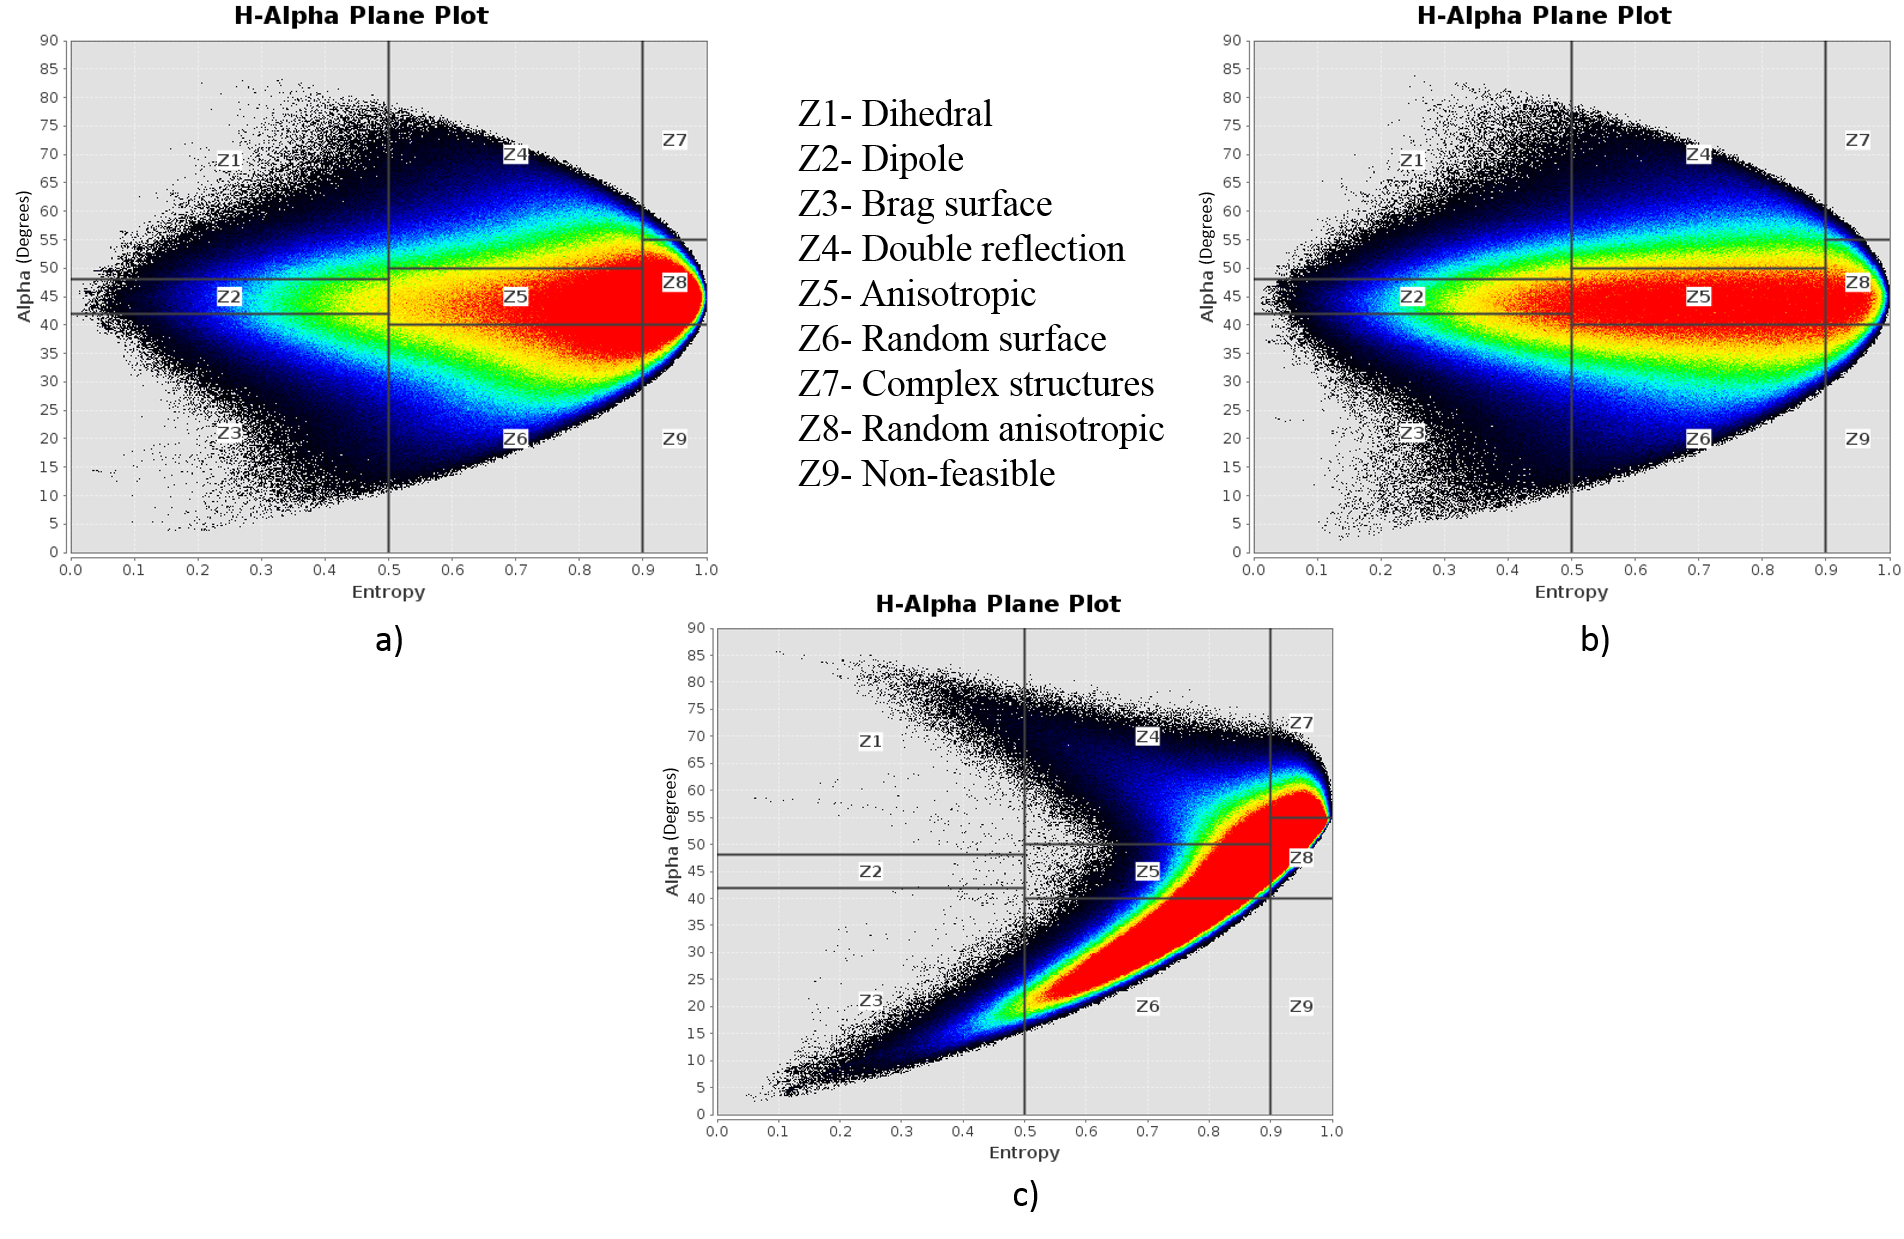 H-Alpha Plane Plot
90
85
80
75
70
65
60
55
50
45
40
35
30
25
20
15
10
5
0
Alpha (Degrees)
Z1
Z2
Z3
Z4
Z5
Z6
Z7
Z8
Z9
0.0 0.1 0.2 0.3 0.4 0.5 0.6 0.7 0.8 0.9 1.0
Entropy
a)
Z1- Dihedral
Z2- Dipole
Z3- Brag surface
Z4- Double reflection
Z5- Anisotropic
Z6- Random surface
Z7- Complex structures
Z8- Random anisotropic
Z9- Non-feasible
H-Alpha Plane Plot
90
85
80
75
70
65
60
55
50
45
40
35
30
25
20
15
10
5
0
Alpha (Degrees)
Z1
Z2
Z3
Z4
Z5
Z6
Z7
Z8
Z9
0.0 0.1 0.2 0.3 0.4 0.5 0.6 0.7 0.8 0.9 1.0
Entropy
b)
H-Alpha Plane Plot
90
85
80
75
70
65
60
55
50
45
40
35
30
25
20
15
10
5
0
Alpha (Degrees)
Z1
Z2
Z3
Z4
Z5
Z6
Z7
Z8
Z9
0.0 0.1 0.2 0.3 0.4 0.5 0.6 0.7 0.8 0.9 1.0
Entropy
c)